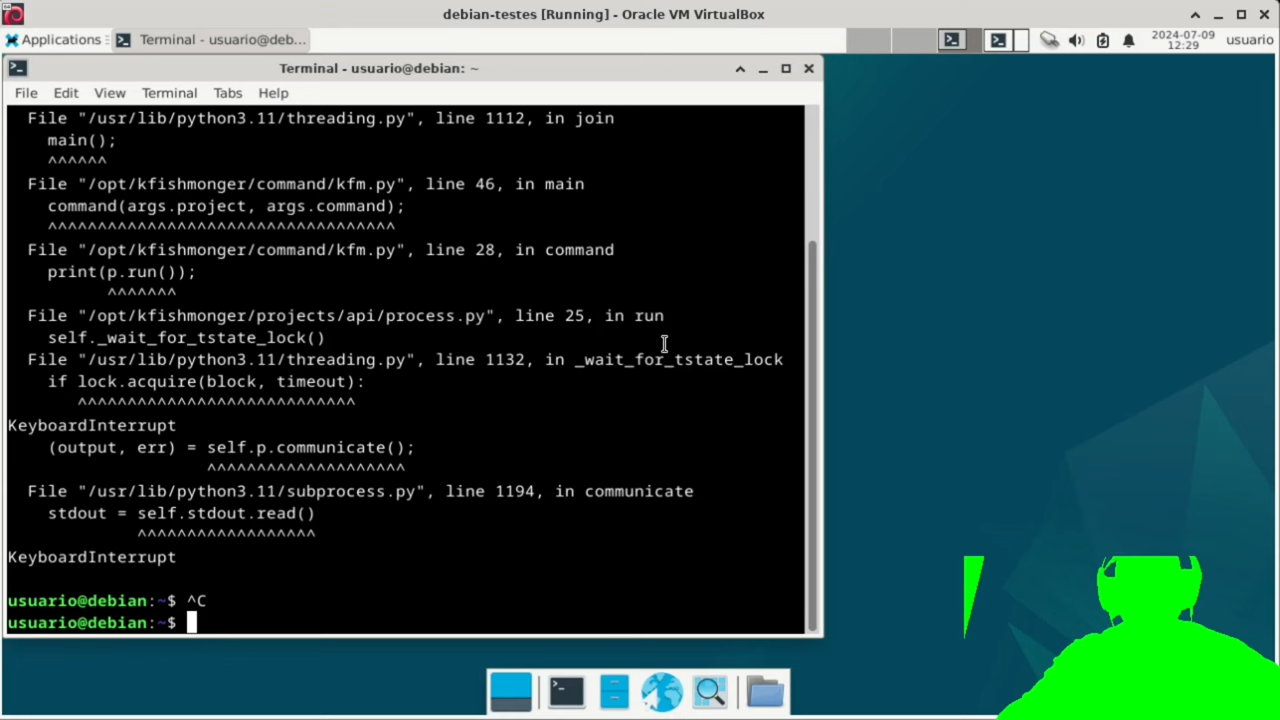 debian-testes [Running] - Oracle VM VirtualBox
Applications
Terminal - usuario@deb...
2024-07-09
12:29
usuario
Terminal - usuario@debian: ~
File Edit View Terminal Tabs Help
File "/usr/lib/python3.11/threading.py", line 1112, in join
main();
^^^^^^
File "/opt/kfishmonger/command/kfm.py", line 46, in main
command(args.project, args.command);
^^^^^^^^^^^^^^^^^^^^^^^^^^^^^^^^^^^
File "/opt/kfishmonger/command/kfm.py", line 28, in command
print(p.run());
^^^^^^^
File "/opt/kfishmonger/projects/api/process.py", line 25, in run
self._wait_for_tstate_lock()
File "/usr/lib/python3.11/threading.py", line 1132, in _wait_for_tstate_lock
if lock.acquire(block, timeout):
^^^^^^^^^^^^^^^^^^^^^^^^^^^^
KeyboardInterrupt
(output, err) = self.p.communicate();
^^^^^^^^^^^^^^^^^^^^
File "/usr/lib/python3.11/subprocess.py", line 1194, in communicate
stdout = self.stdout.read()
^^^^^^^^^^^^^^^^^^
KeyboardInterrupt
usuario@debian:~$ ^C
usuario@debian:~$